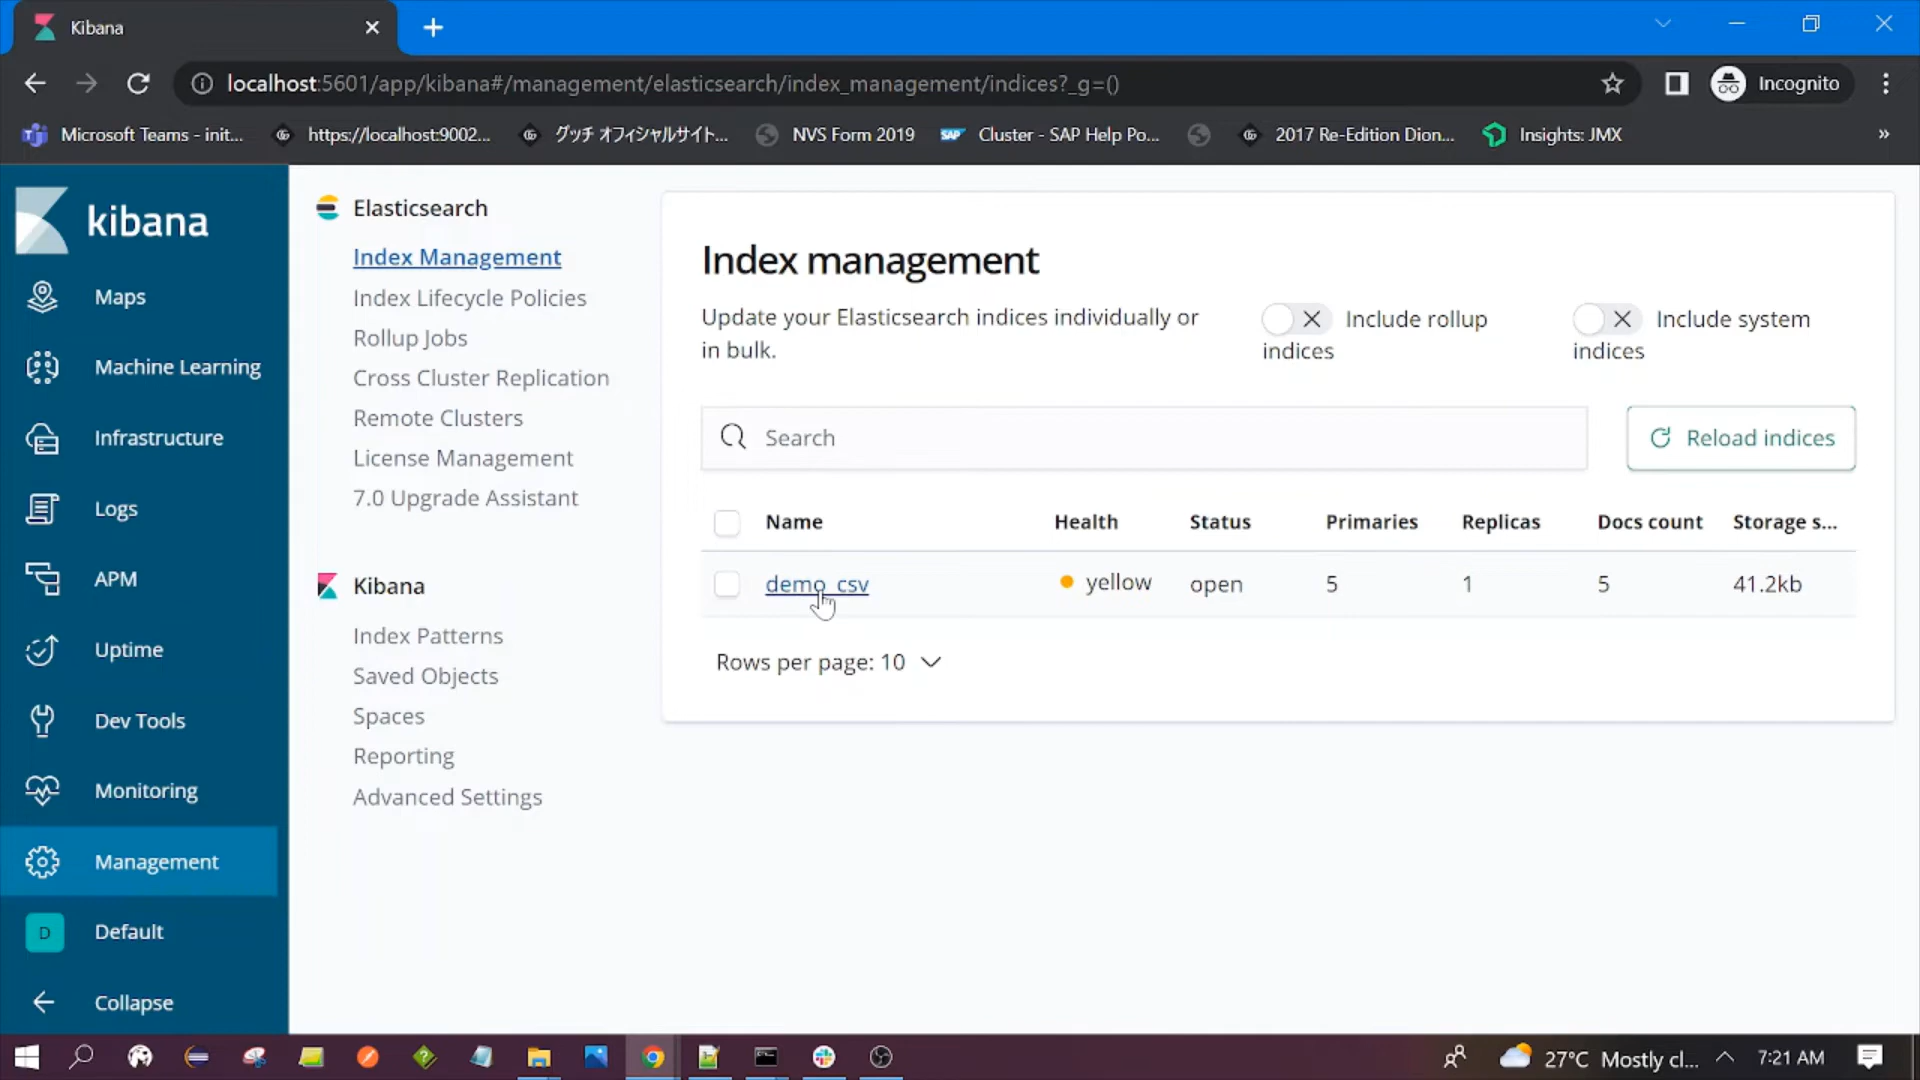 Kibana
localhost:5601/app/kibana#/management/elasticsearch/index_management/indices?_g=()
Incognito
Microsoft Teams - init...
https://localhost:9002...
グッチ オフィシャルサイト...
NVS Form 2019
SAP
Cluster - SAP Help Po...
2017 Re-Edition Dion...
Insights: JMX
»
kibana
Maps
Machine Learning
Infrastructure
Logs
APM
Uptime
Dev Tools
Monitoring
Management
D
Default
Collapse
Elasticsearch
Index Management
Index Lifecycle Policies
Rollup Jobs
Cross Cluster Replication
Remote Clusters
License Management
7.0 Upgrade Assistant
Kibana
Index Patterns
Saved Objects
Spaces
Reporting
Advanced Settings
Index management
Update your Elasticsearch indices individually or
in bulk.
Include rollup
indices
Include system
indices
Search
Reload indices
Name Health Status Primaries Replicas Docs count Storage s...
demo_csv yellow open 5 1 5 41.2kb
Rows per page: 10
27°C Mostly cl...
7:21 AM